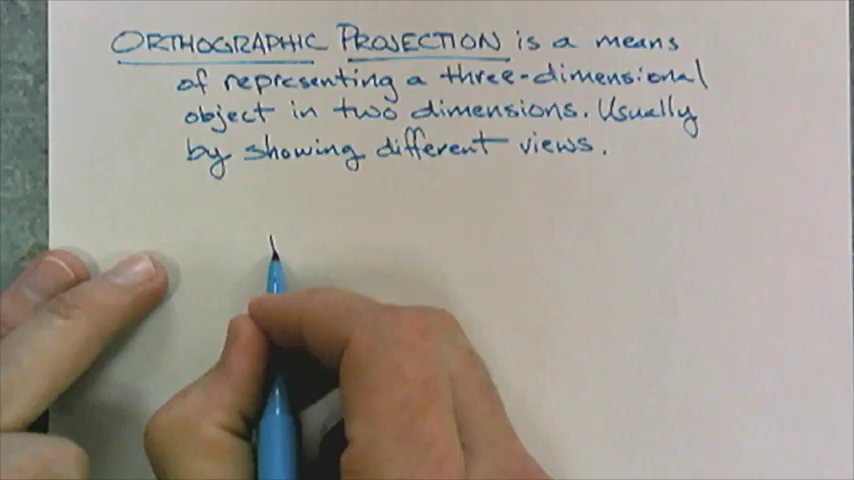 ORTHOGRAPHIC PROJECTION is a means
of representing a three-dimensional
object in two dimensions. Usually
by showing different views.